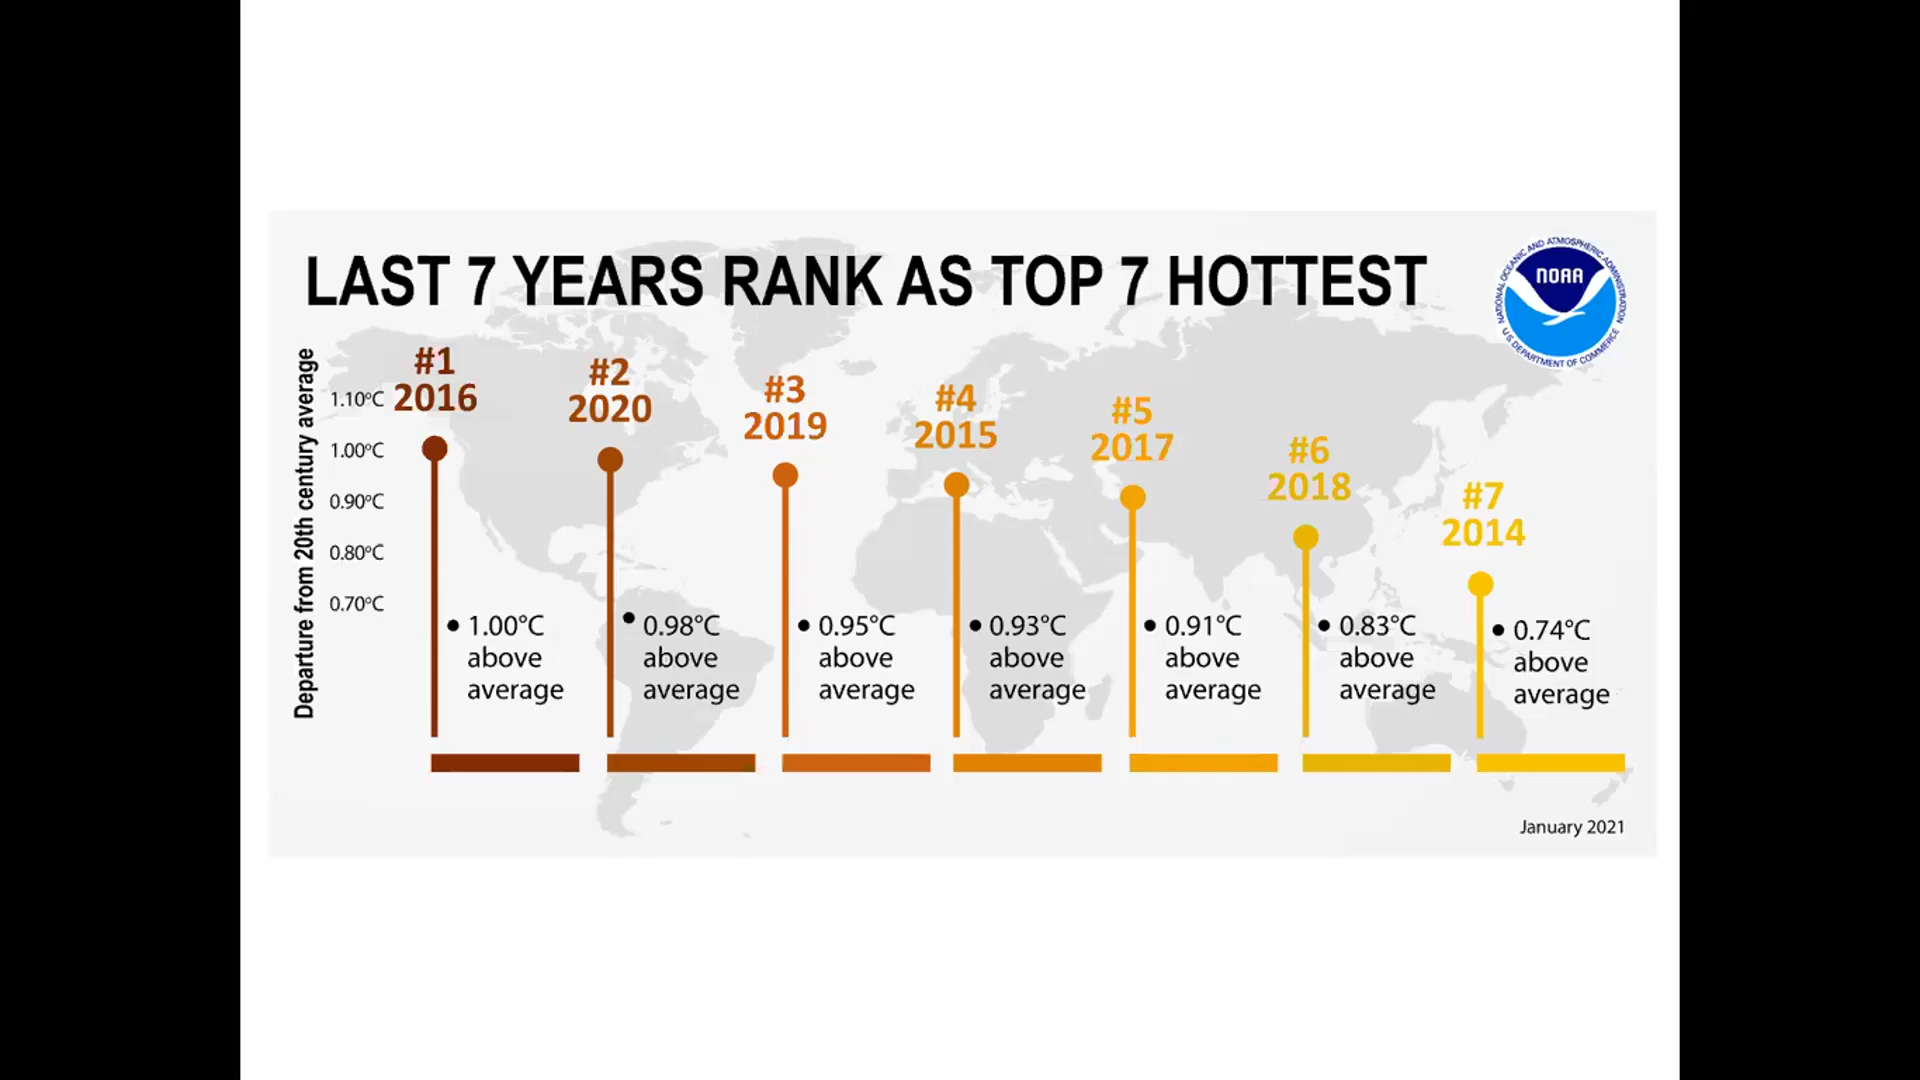 LAST 7 YEARS RANK AS TOP 7 HOTTEST
NATIONAL OCEANIC AND ATMOSPHERIC ADMINISTRATION
NOAA
U.S. DEPARTMENT OF COMMERCE
Departure from 20th century average
1.10°C
1.00°C
0.90°C
0.80°C
0.70°C
#1
2016
• 1.00°C
above
average
#2
2020
• 0.98°C
above
average
#3
2019
• 0.95°C
above
average
#4
2015
• 0.93°C
above
average
#5
2017
• 0.91°C
above
average
#6
2018
• 0.83°C
above
average
#7
2014
• 0.74°C
above
average
January 2021